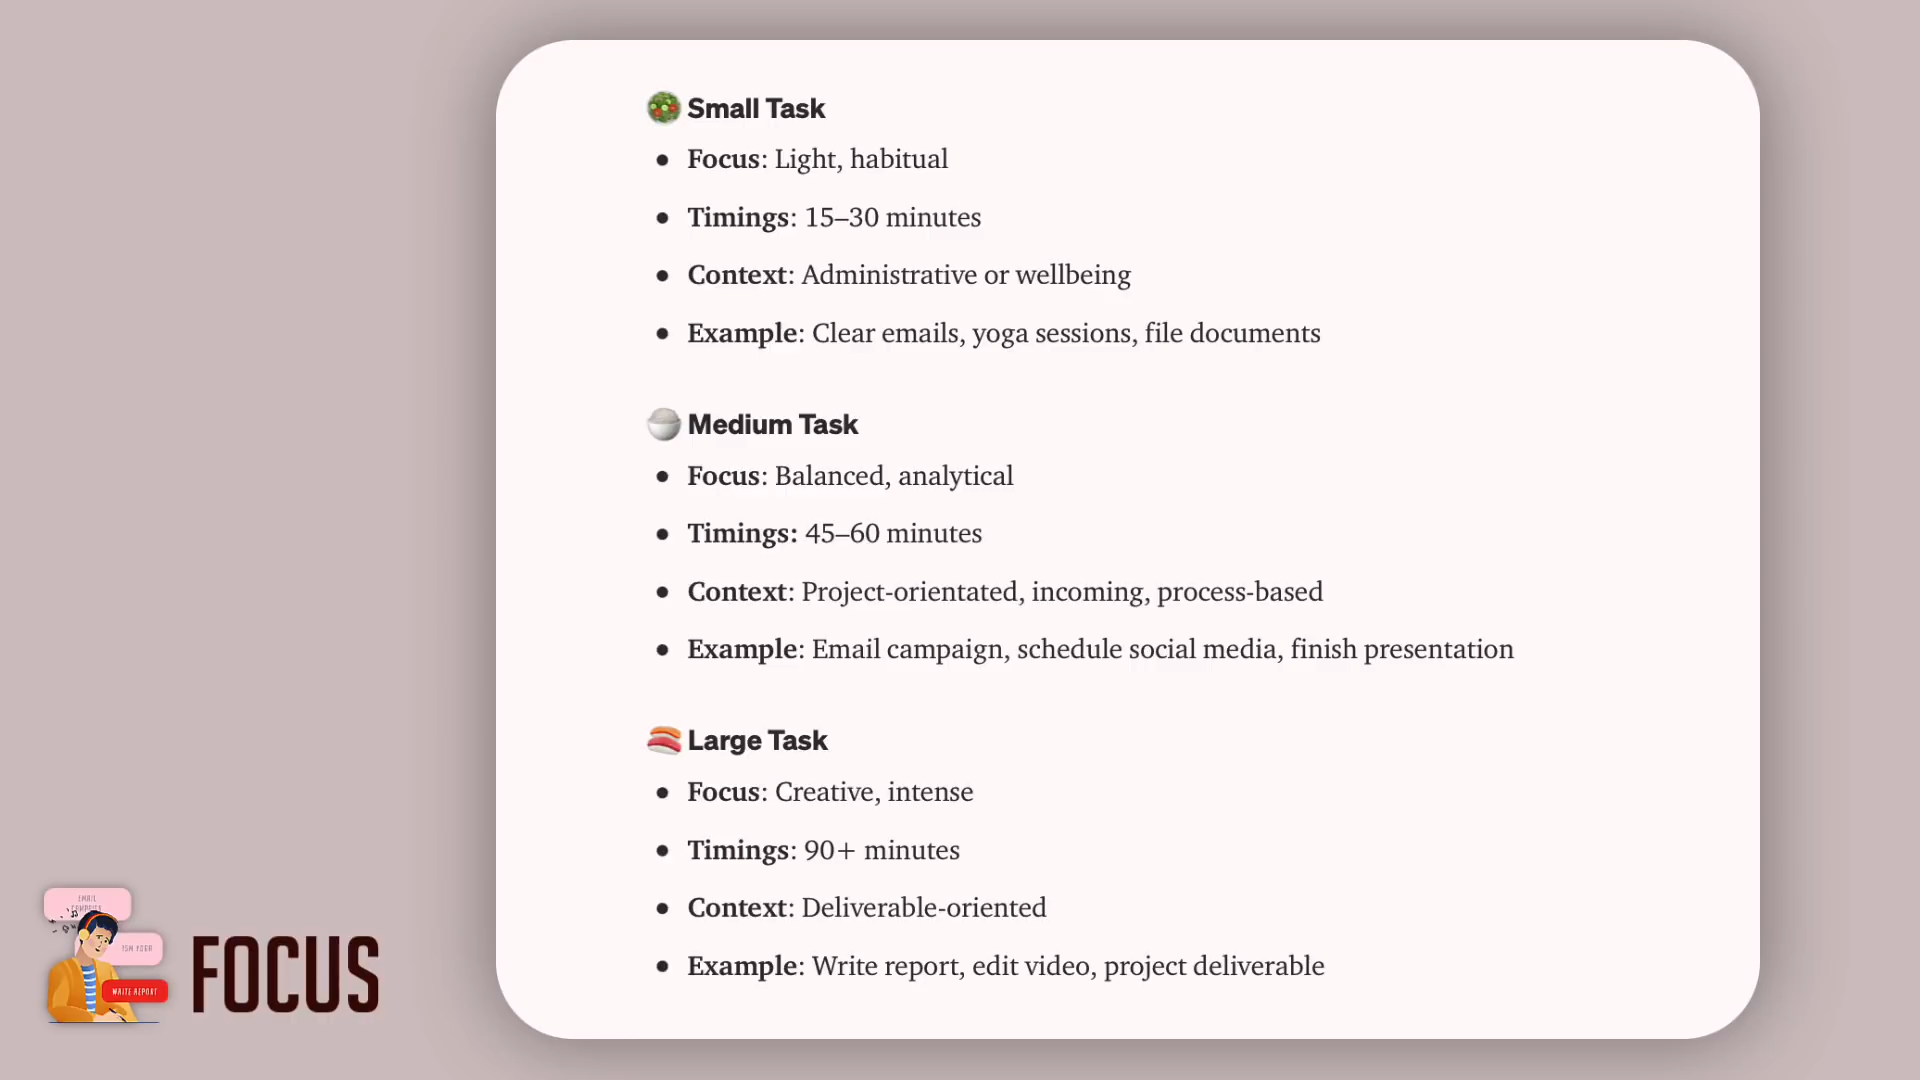 Small Task
• Focus: Light, habitual
• Timings: 15–30 minutes
• Context: Administrative or wellbeing
• Example: Clear emails, yoga sessions, file documents
Medium Task
• Focus: Balanced, analytical
• Timings: 45–60 minutes
• Context: Project-orientated, incoming, process-based
• Example: Email campaign, schedule social media, finish presentation
Large Task
• Focus: Creative, intense
• Timings: 90+ minutes
• Context: Deliverable-oriented
• Example: Write report, edit video, project deliverable
EMAIL
WRITE REPORT
FOCUS